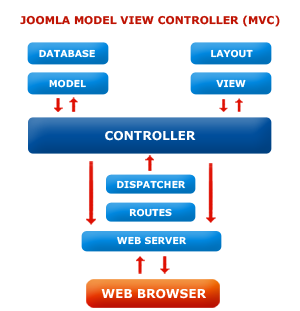 JOOMLA MODEL VIEW CONTROLLER (MVC)
DATABASE
LAYOUT
MODEL
VIEW
CONTROLLER
DISPATCHER
ROUTES
WEB SERVER
WEB BROWSER